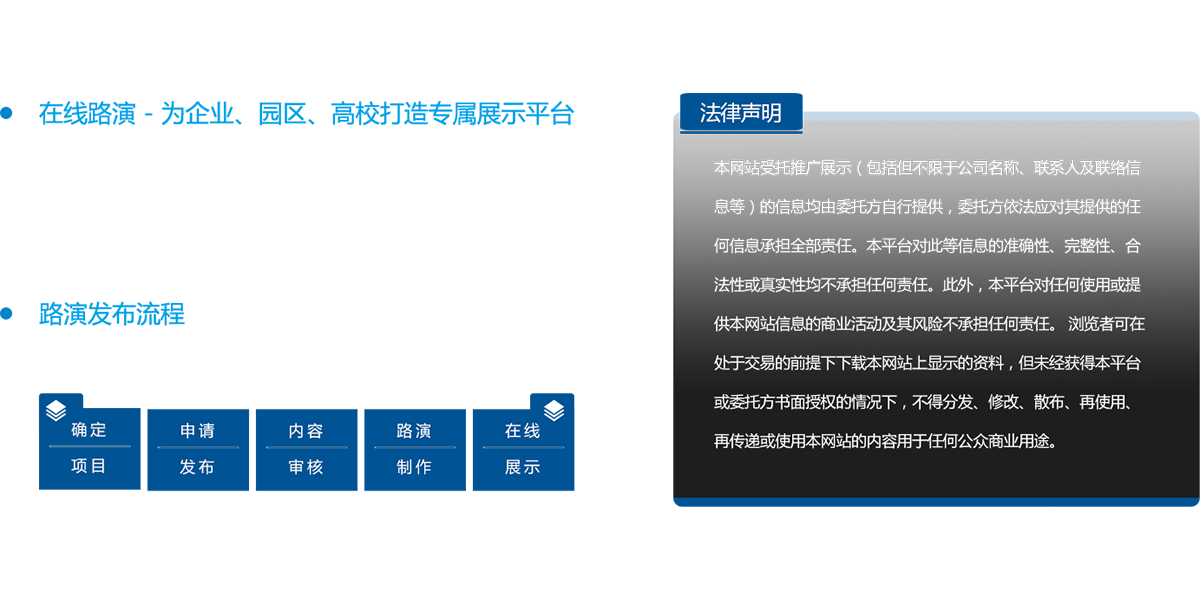 在线路演 - 为企业、园区、高校打造专属展示平台
路演发布流程
确定
项目
申请
发布
内容
审核
路演
制作
在线
展示
法律声明
本网站受托推广展示（包括但不限于公司名称、联系人及联络信
息等）的信息均由委托方自行提供，委托方依法应对其提供的任
何信息承担全部责任。本平台对此等信息的准确性、完整性、合
法性或真实性均不承担任何责任。此外，本平台对任何使用或提
供本网站信息的商业活动及其风险不承担任何责任。 浏览者可在
处于交易的前提下下载本网站上显示的资料，但未经获得本平台
或委托方书面授权的情况下，不得分发、修改、散布、再使用、
再传递或使用本网站的内容用于任何公众商业用途。